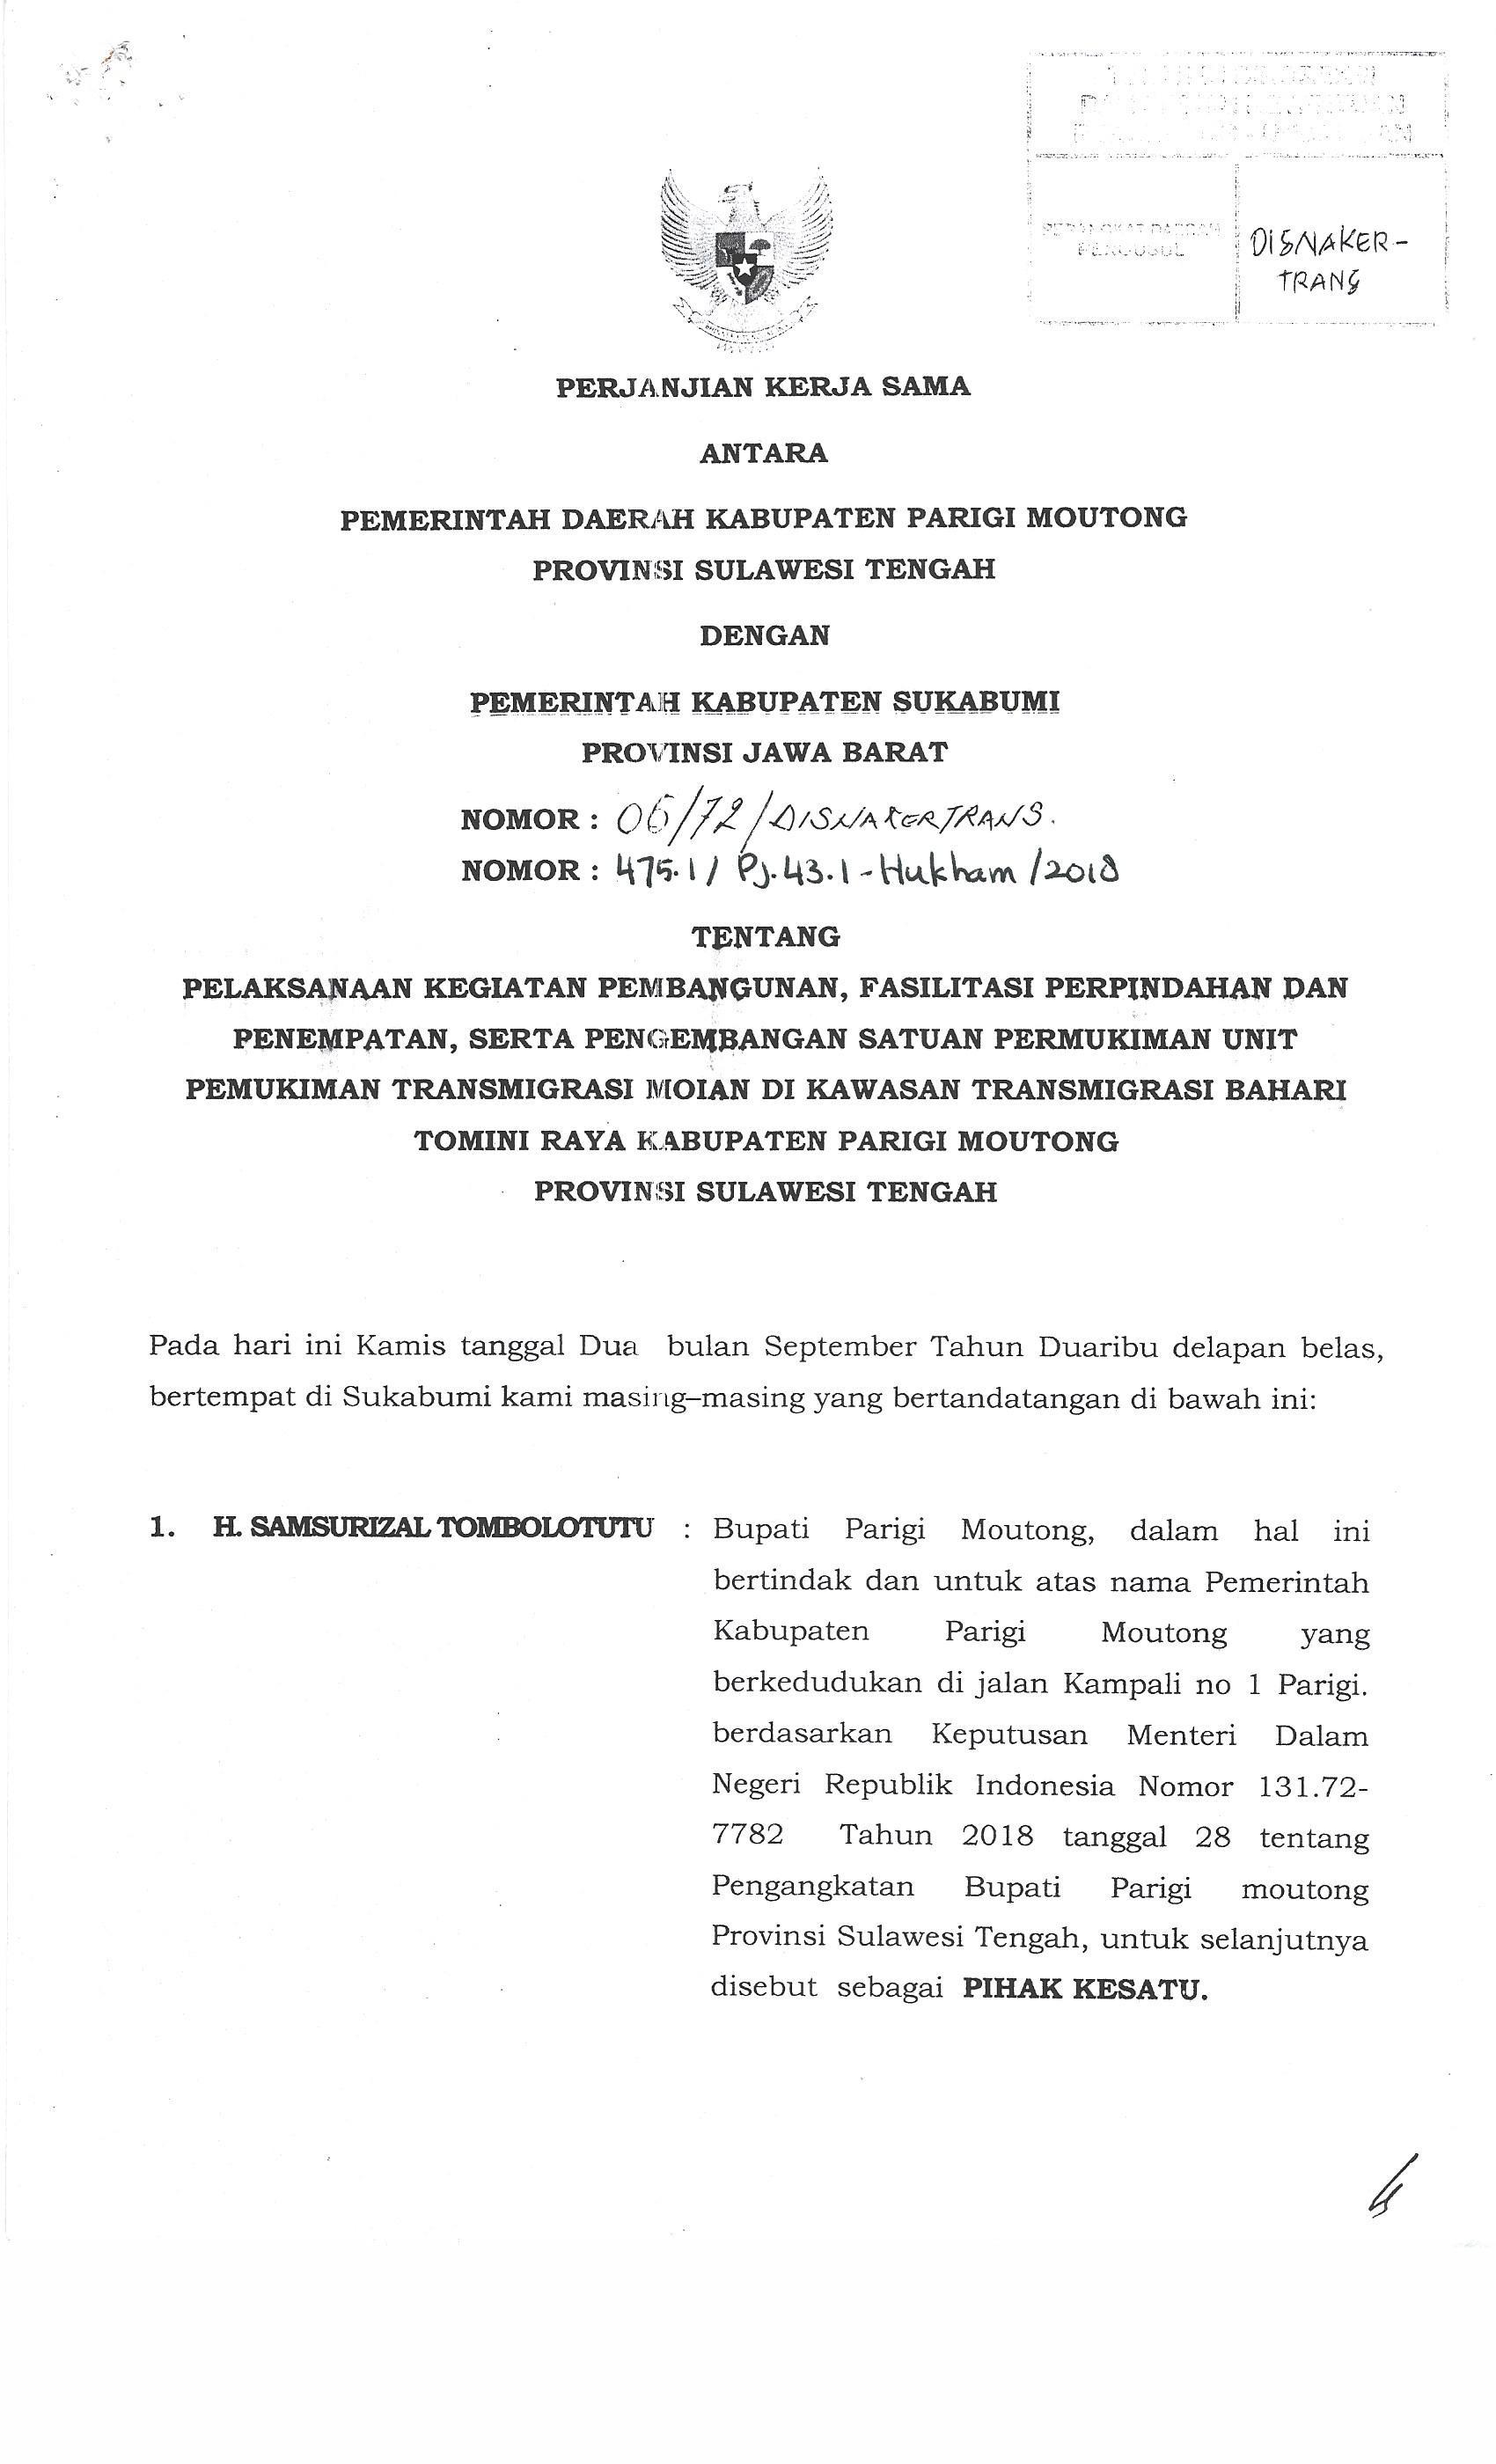 DISNAKER-
TRANS
PERJANJIAN KERJA SAMA
ANTARA
PEMERINTAH DAERAH KABUPATEN PARIGI MOUTONG
PROVINSI SULAWESI TENGAH
DENGAN
PEMERINTAH KABUPATEN SUKABUMI
PROVINSI JAWA BARAT
NOMOR : 06/72/DISNAKERTRANS.
NOMOR : 475.1/ Pj.43.1-Hukham/2018
TENTANG
PELAKSANAAN KEGIATAN PEMBANGUNAN, FASILITASI PERPINDAHAN DAN
PENEMPATAN, SERTA PENGEMBANGAN SATUAN PERMUKIMAN UNIT
PEMUKIMAN TRANSMIGRASI MOIAN DI KAWASAN TRANSMIGRASI BAHARI
TOMINI RAYA KABUPATEN PARIGI MOUTONG
PROVINSI SULAWESI TENGAH
Pada hari ini Kamis tanggal Dua bulan September Tahun Duaribu delapan belas,
bertempat di Sukabumi kami masing–masing yang bertandatangan di bawah ini:
1. H. SAMSURIZAL TOMBOLOTUTU : Bupati Parigi Moutong, dalam hal ini
bertindak dan untuk atas nama Pemerintah
Kabupaten Parigi Moutong yang
berkedudukan di jalan Kampali no 1 Parigi.
berdasarkan Keputusan Menteri Dalam
Negeri Republik Indonesia Nomor 131.72-
7782 Tahun 2018 tanggal 28 tentang
Pengangkatan Bupati Parigi moutong
Provinsi Sulawesi Tengah, untuk selanjutnya
disebut sebagai PIHAK KESATU.